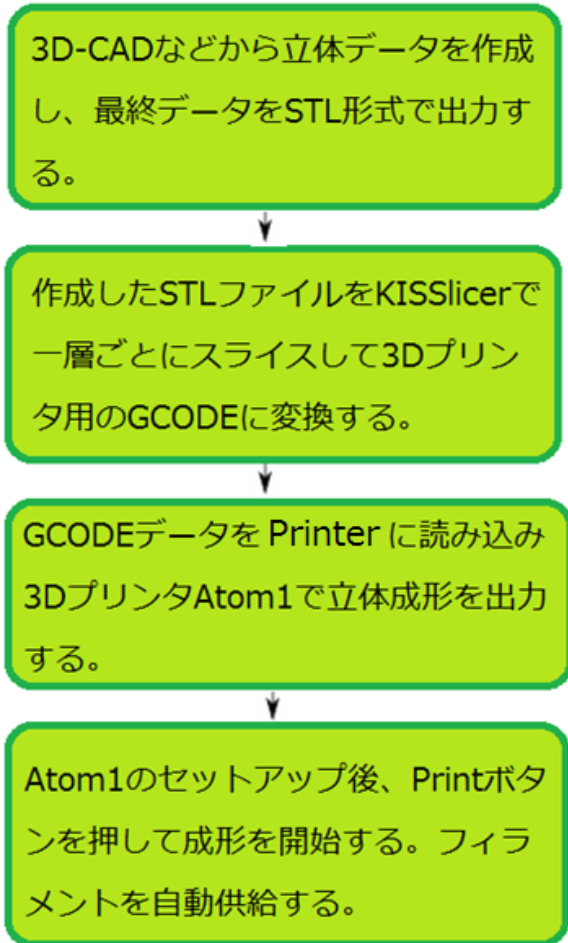 3D-CADなどから立体データを作成
し、最終データをSTL形式で出力す
る。
作成したSTLファイルをKISSlicerで
一層ごとにスライスして3Dプリン
タ用のGCODEに変換する。
GCODEデータを Printer に読み込み
3DプリンタAtom1で立体成形を出力
する。
Atom1のセットアップ後、Printボタ
ンを押して成形を開始する。フィラ
メントを自動供給する。